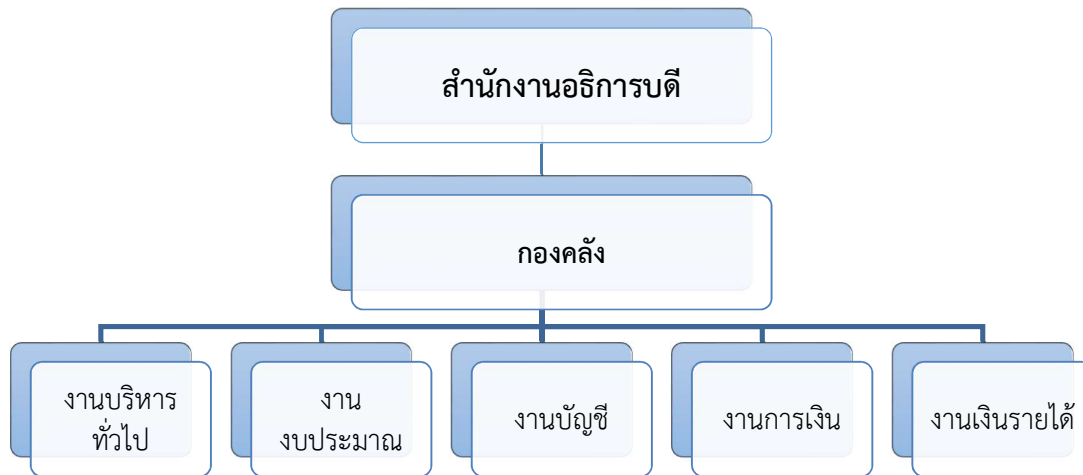 สำนักงานอธิการบดี
กองคลัง
งานบริหาร
ทั่วไป
งาน
งบประมาณ
งานบัญชี
งานการเงิน
งานเงินรายได้